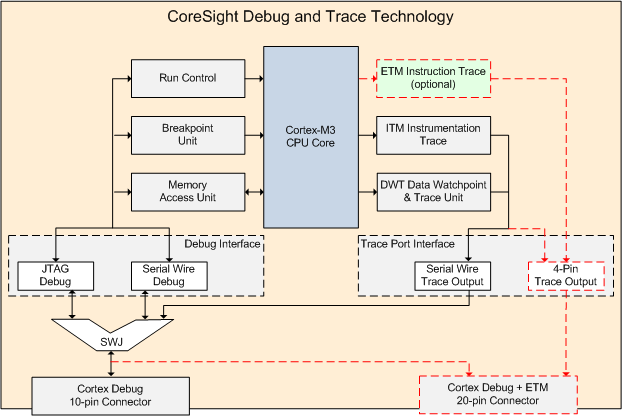 CoreSight Debug and Trace Technology
Run Control
Cortex-M3
CPU Core
ETM Instruction Trace
(optional)
Breakpoint
Unit
ITM Instrumentation
Trace
Memory
Access Unit
DWT Data Watchpoint
& Trace Unit
Debug Interface
Trace Port Interface
JTAG
Debug
Serial Wire
Debug
Serial Wire
Trace Output
4-Pin
Trace Output
SWJ
Cortex Debug
10-pin Connector
Cortex Debug + ETM
20-pin Connector